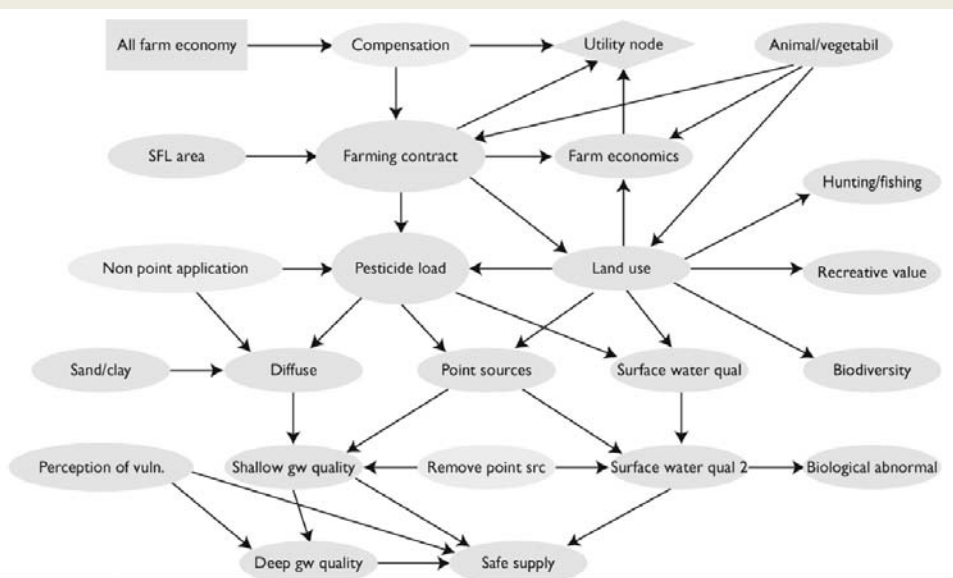 All farm economy
Compensation
Utility node
Animal/vegetabil
SFL area
Farming contract
Farm economics
Hunting/fishing
Non point application
Pesticide load
Land use
Recreative value
Sand/clay
Diffuse
Point sources
Surface water qual
Biodiversity
Perception of vuln.
Shallow gw quality
Remove point src
Surface water qual 2
Biological abnormal
Deep gw quality
Safe supply